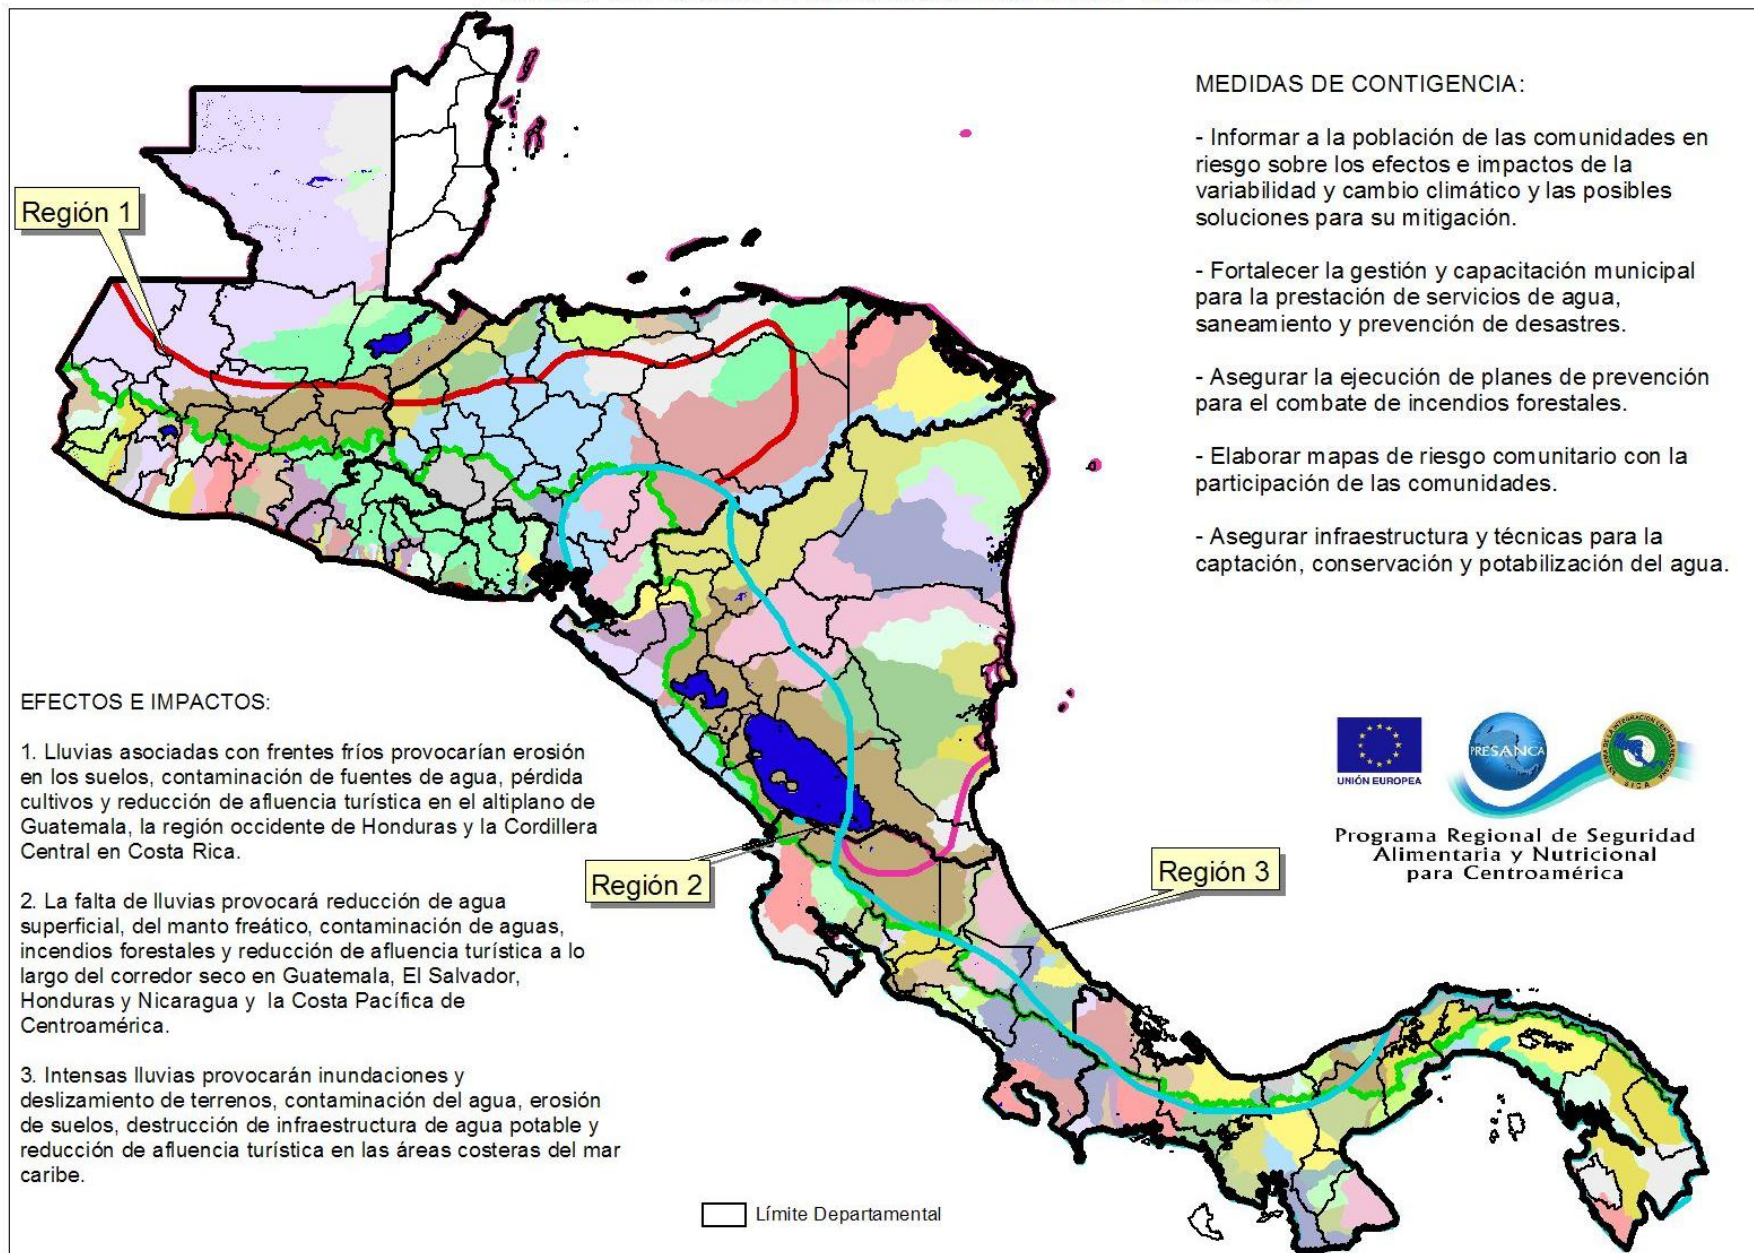 MEDIDAS DE CONTIGENCIA:
- Informar a la población de las comunidades en
riesgo sobre los efectos e impactos de la
variabilidad y cambio climático y las posibles
soluciones para su mitigación.
- Fortalecer la gestión y capacitación municipal
para la prestación de servicios de agua,
saneamiento y prevención de desastres.
- Asegurar la ejecución de planes de prevención
para el combate de incendios forestales.
- Elaborar mapas de riesgo comunitario con la
participación de las comunidades.
- Asegurar infraestructura y técnicas para la
captación, conservación y potabilización del agua.
Región 1
EFECTOS E IMPACTOS:
1. Lluvias asociadas con frentes fríos provocarían erosión
en los suelos, contaminación de fuentes de agua, pérdida
cultivos y reducción de afluencia turística en el altiplano de
Guatemala, la región occidente de Honduras y la Cordillera
Central en Costa Rica.
2. La falta de lluvias provocará reducción de agua
superficial, del manto freático, contaminación de aguas,
incendios forestales y reducción de afluencia turística a lo
largo del corredor seco en Guatemala, El Salvador,
Honduras y Nicaragua y la Costa Pacífica de
Centroamérica.
3. Intensas lluvias provocarán inundaciones y
deslizamiento de terrenos, contaminación del agua, erosión
de suelos, destrucción de infraestructura de agua potable y
reducción de afluencia turística en las áreas costeras del mar
caribe.
Región 2
Región 3
UNIÓN EUROPEA
PRESANCA
SISTEMA DE LA INTEGRACIÓN CENTROAMERICANA
SICA
Programa Regional de Seguridad
Alimentaria y Nutricional
para Centroamérica
Límite Departamental